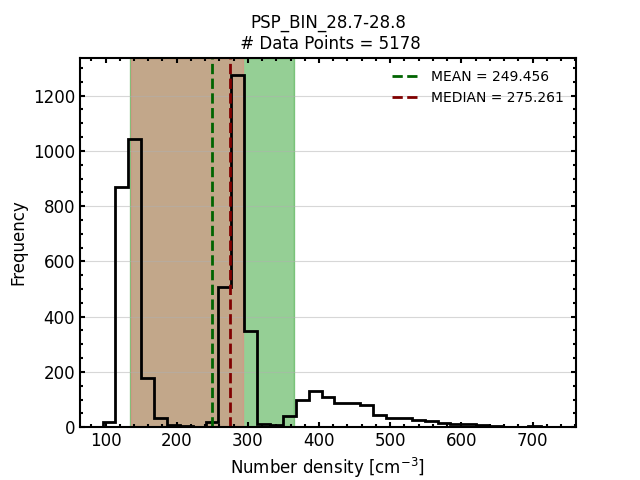 PSP_BIN_28.7-28.8
# Data Points = 5178
MEAN = 249.456
MEDIAN = 275.261
Frequency
1200
1000
800
600
400
200
0
100 200 300 400 500 600 700
Number density [cm⁻³]